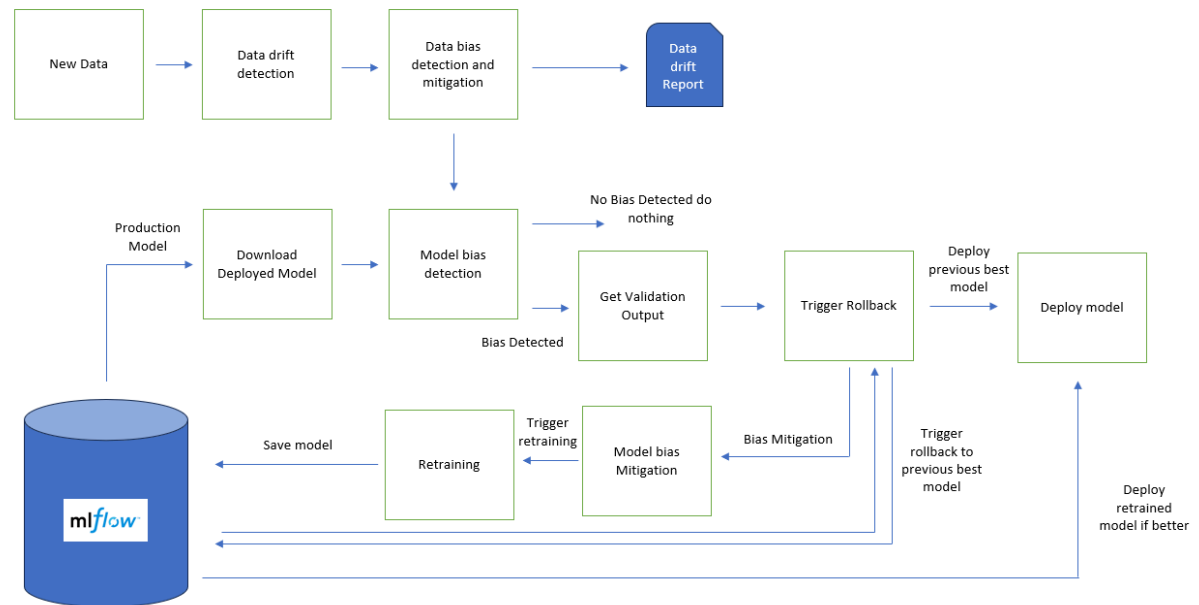 New Data
Data drift
detection
Data bias
detection and
mitigation
Data
drift
Report
Production
Model
Download
Deployed Model
Model bias
detection
No Bias Detected do
nothing
Bias Detected
Get Validation
Output
Trigger Rollback
Deploy
previous best
model
Deploy model
Save model
Retraining
Trigger
retraining
Model bias
Mitigation
Bias Mitigation
Trigger
rollback to
previous best
model
Deploy
retrained
model if better
mlflow